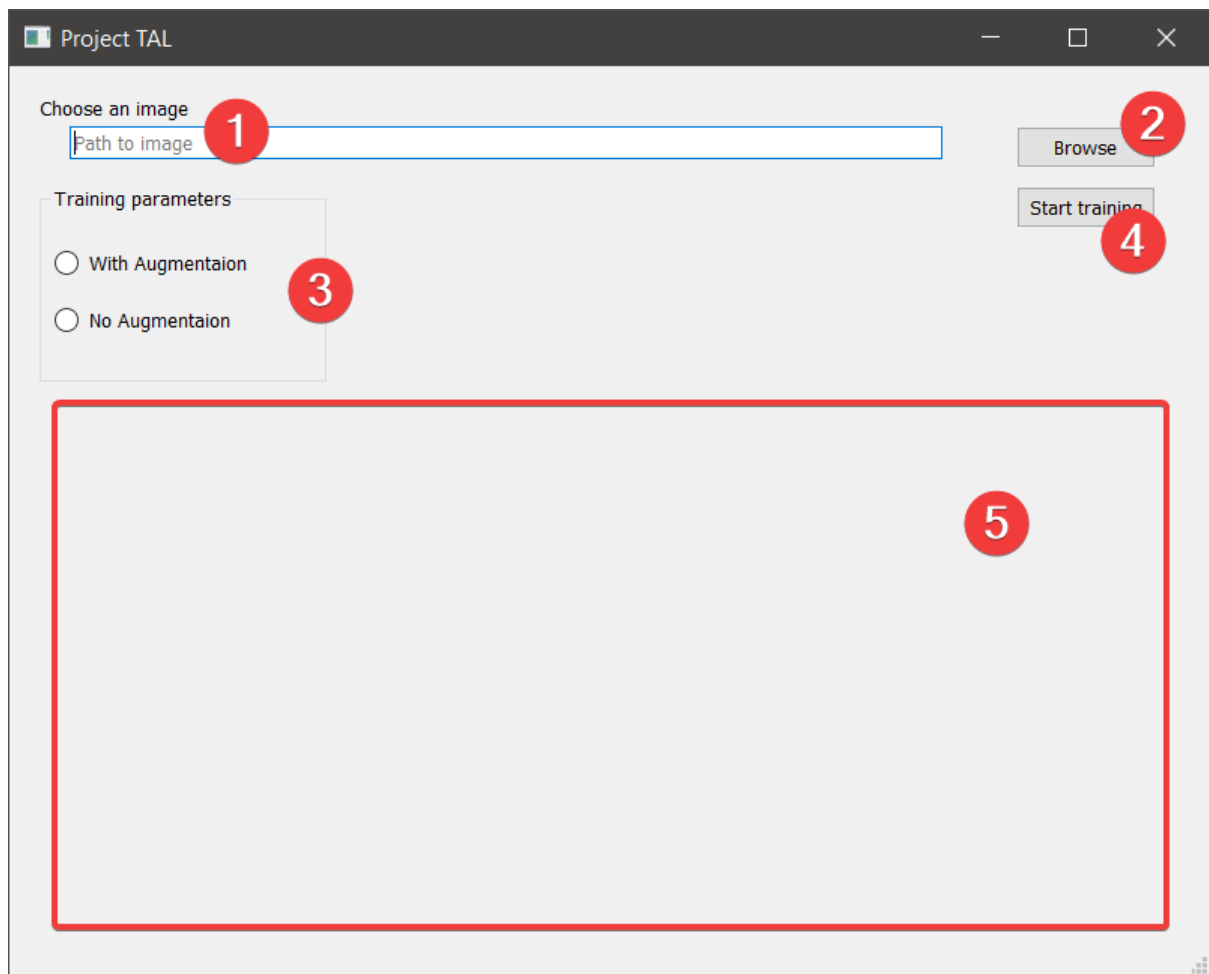 Project TAL
Choose an image
1
Path to image
2
Browse
Training parameters
Start training
4
With Augmentaion
3
No Augmentaion
5